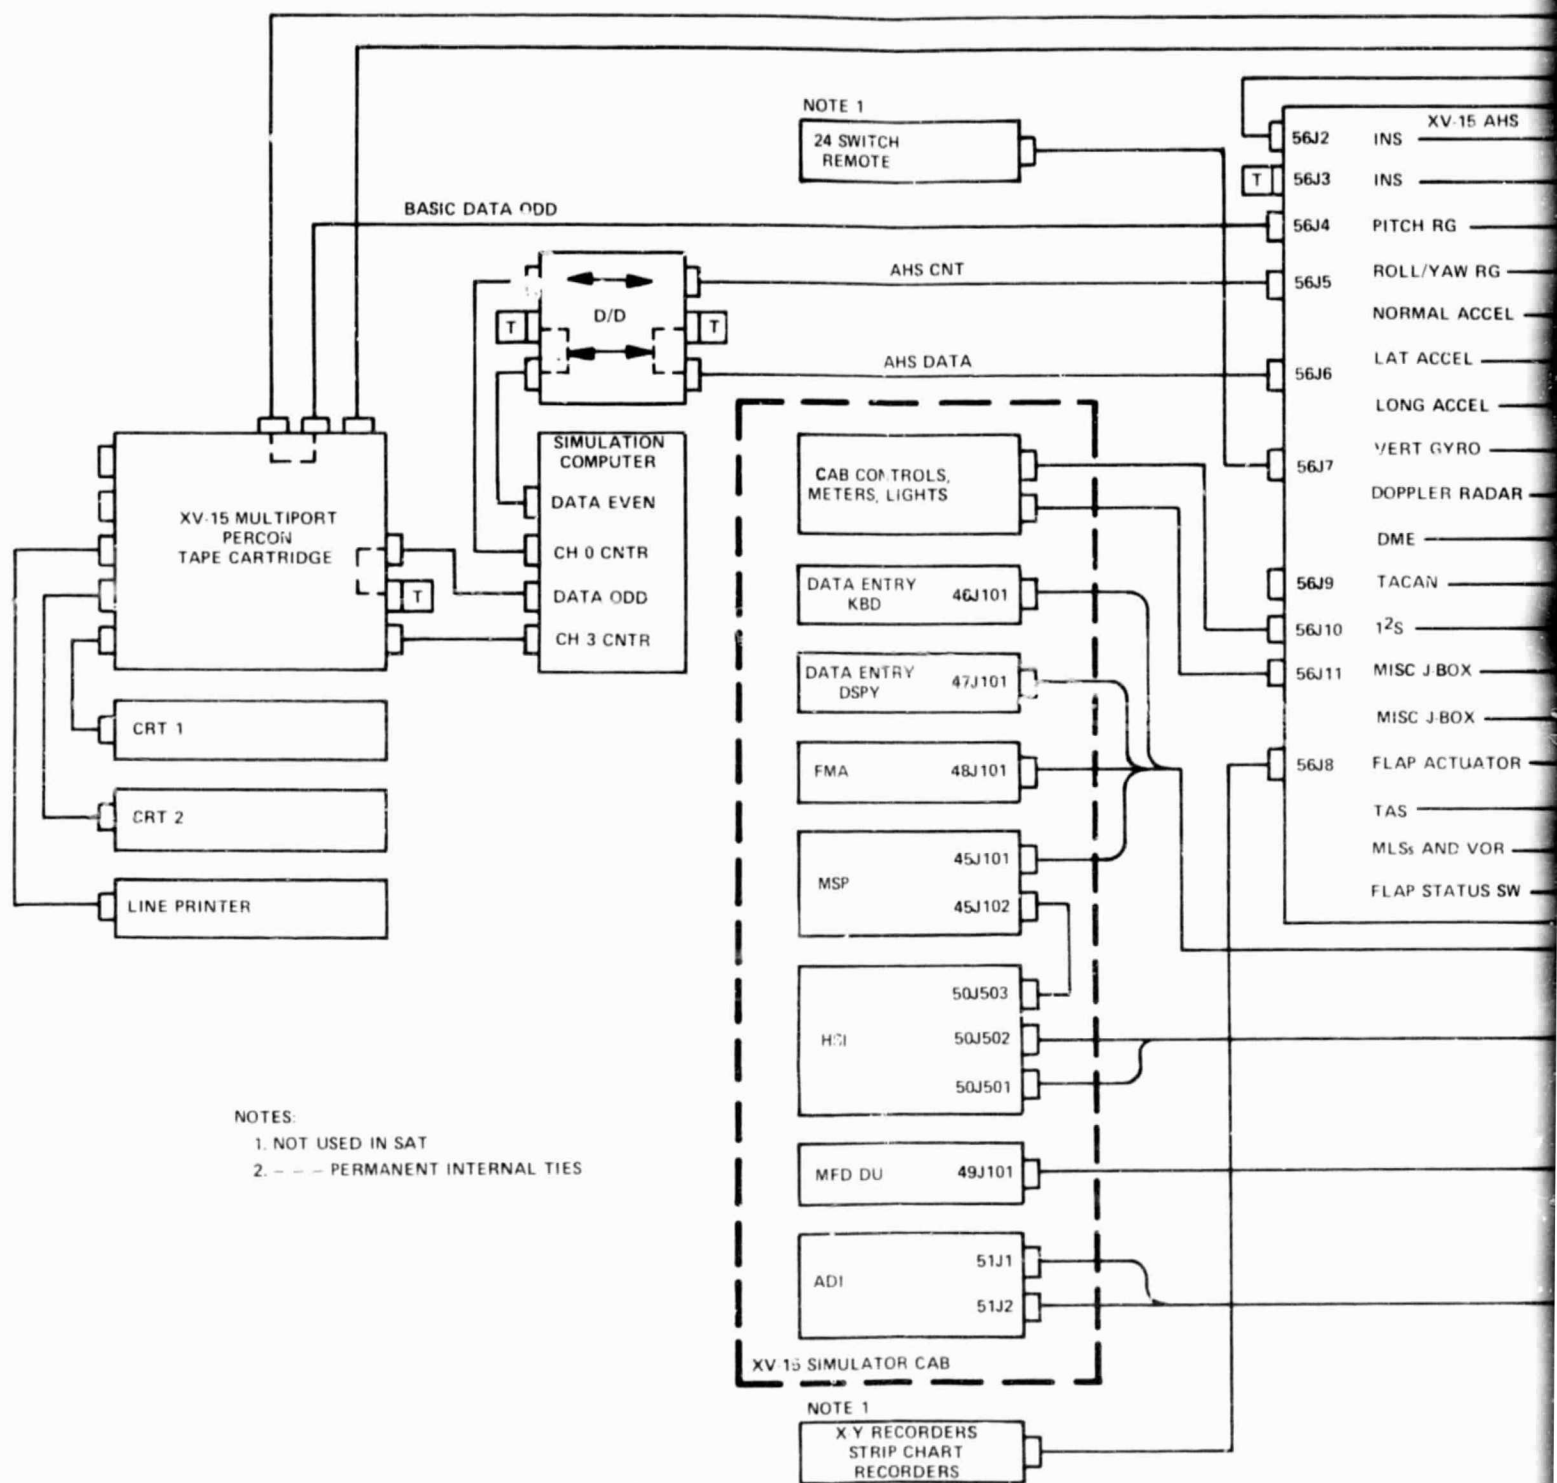 NOTE 1
24 SWITCH
REMOTE
XV-15 AHS
56J2 INS
T 56J3 INS
BASIC DATA ODD
56J4 PITCH RG
AHS CNT
56J5 ROLL/YAW RG
D/D
T
T
NORMAL ACCEL
AHS DATA
56J6 LAT ACCEL
LONG ACCEL
SIMULATION
COMPUTER
DATA EVEN
CH 0 CNTR
DATA ODD
CH 3 CNTR
CAB CONTROLS,
METERS, LIGHTS
VERT GYRO
56J7
DOPPLER RADAR
XV-15 MULTIPORT
PERCON
TAPE CARTRIDGE
T
DME
DATA ENTRY
KBD
46J101
56J9 TACAN
56J10 I2S
DATA ENTRY
DSPY
47J101
56J11 MISC J-BOX
MISC J-BOX
CRT 1
FMA 48J101
56J8 FLAP ACTUATOR
CRT 2
TAS
MSP
45J101
45J102
MLSs AND VOR
FLAP STATUS SW
LINE PRINTER
HSI
50J503
50J502
50J501
NOTES:
1. NOT USED IN SAT
2. - - - PERMANENT INTERNAL TIES
MFD DU 49J101
ADI
51J1
51J2
XV-15 SIMULATOR CAB
NOTE 1
X Y RECORDERS
STRIP CHART
RECORDERS